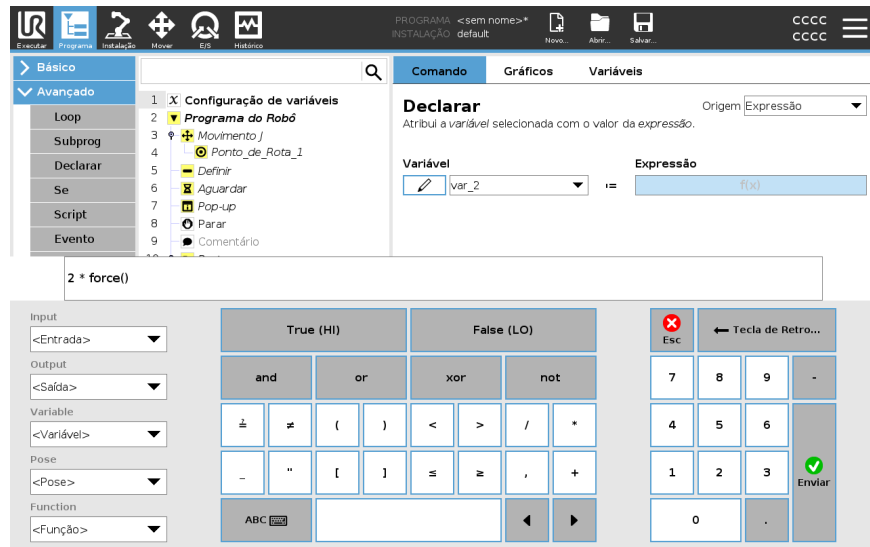 PROGRAMA <sem nome>*
INSTALAÇÃO default
Executar Programa Instalação Mover E/S Histórico
Novo... Abrir... Salvar...
CCCC
CCCC
Básico
Avançado
Loop
Subprog
Declarar
Se
Script
Evento
1 X Configuração de variáveis
2 Programa do Robô
3 Movimento J
4 Ponto_de_Rota_1
5 Definir
6 Aguardar
7 Pop-up
8 Parar
9 Comentário
Comando Gráficos Variáveis
Declarar
Origem Expressão
Atribui a variável selecionada com o valor da expressão.
Variável Expressão
var_2 := f(x)
2 * force()
Input
<Entrada>
Output
<Saída>
Variable
<Variável>
Pose
<Pose>
Function
<Função>
True (HI) False (LO)
and or xor not
≟ ≠ ( ) < > / *
_ " [ ] ≤ ≥ , +
ABC
Esc Tecla de Retro...
7 8 9 -
4 5 6
1 2 3 Enviar
0 .